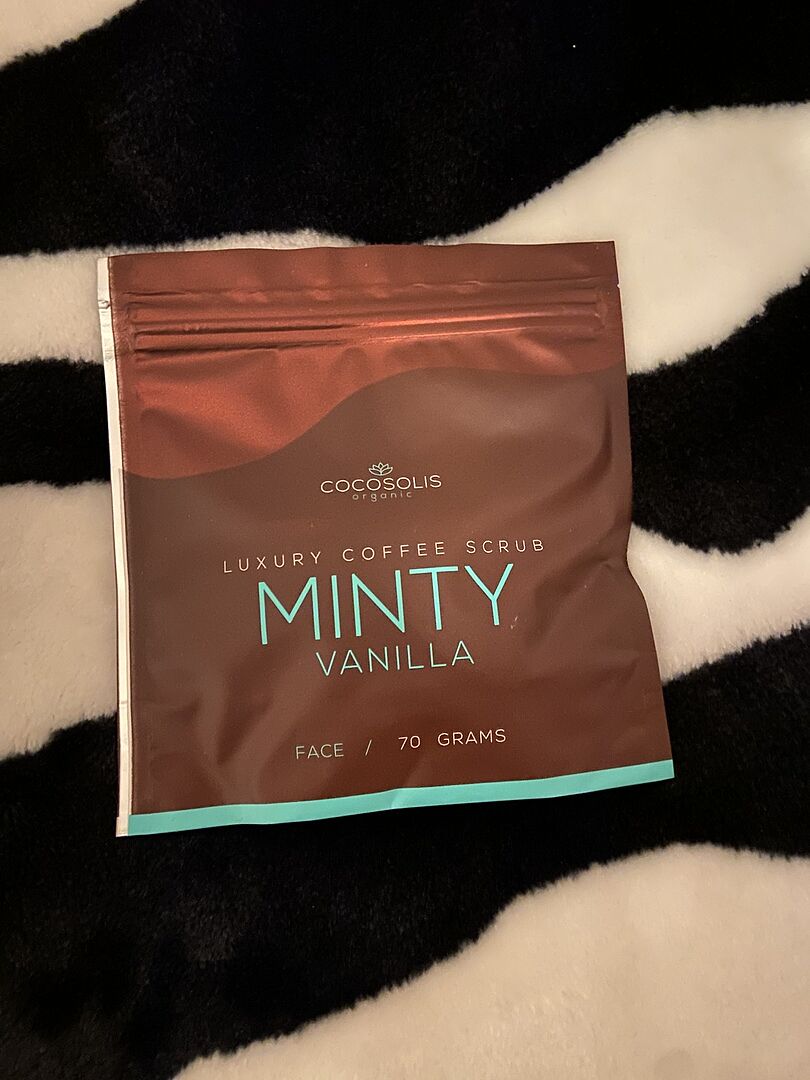 COCOSOLIS
organic
LUXURY COFFEE SCRUB
MINTY
VANILLA
FACE / 70 GRAMS